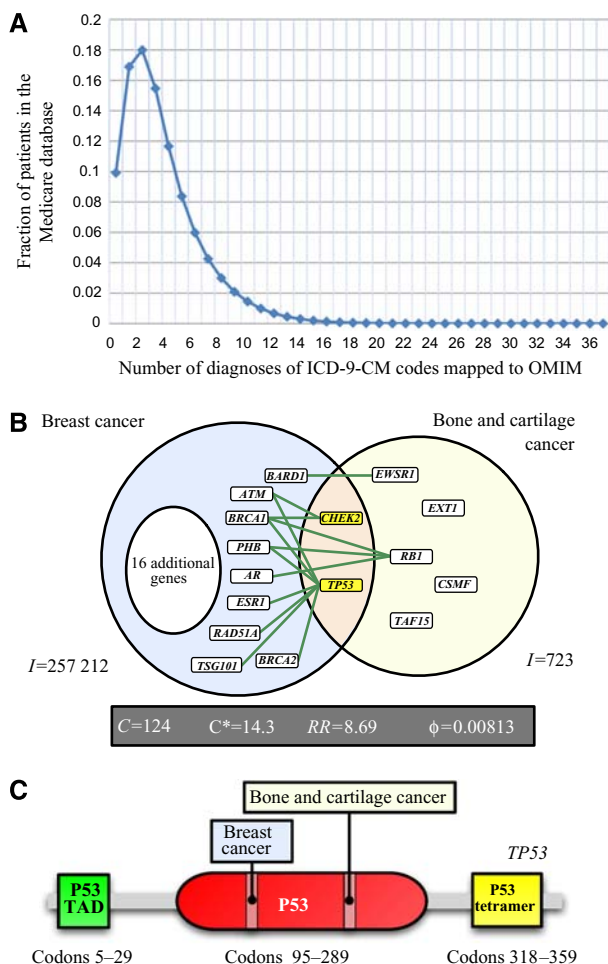 A
0.2
0.18
0.16
0.14
0.12
0.1
0.08
0.06
0.04
0.02
0
Fraction of patients in the
Medicare database
0 2 4 6 8 10 12 14 16 18 20 22 24 26 28 30 32 34 36
Number of diagnoses of ICD-9-CM codes mapped to OMIM
B
Breast cancer
Bone and cartilage
cancer
BARD1
EWSR1
ATM
EXT1
BRCA1
CHEK2
PHB
RB1
16 additional
genes
AR
TP53
CSMF
ESR1
TAF15
RAD51A
TSG101
BRCA2
I=257 212
I=723
C=124 C*=14.3 RR=8.69 ϕ=0.00813
C
Bone and cartilage cancer
Breast
cancer
TP53
P53
TAD
P53
P53
tetramer
Codons 5–29
Codons 95–289
Codons 318–359